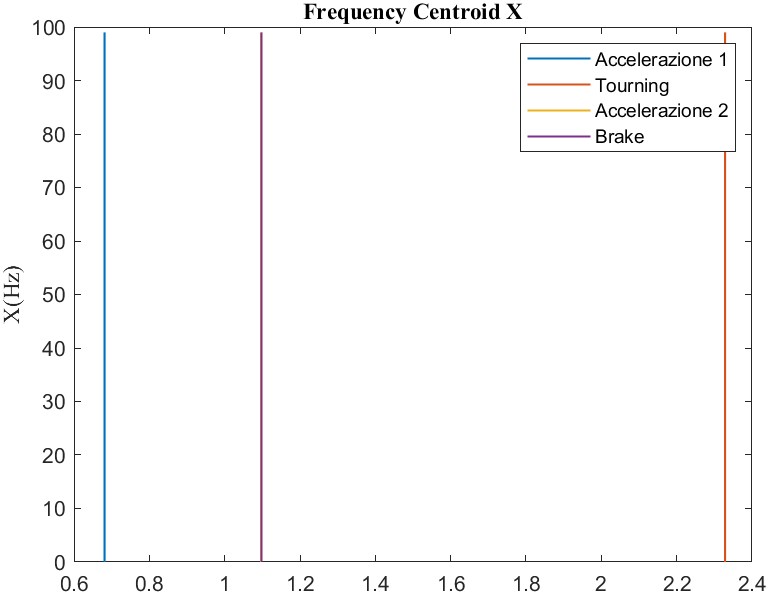 Frequency Centroid X
100
90
80
70
60
50
40
30
20
10
0
X(Hz)
Accelerazione 1
Tourning
Accelerazione 2
Brake
0.6 0.8 1 1.2 1.4 1.6 1.8 2 2.2 2.4